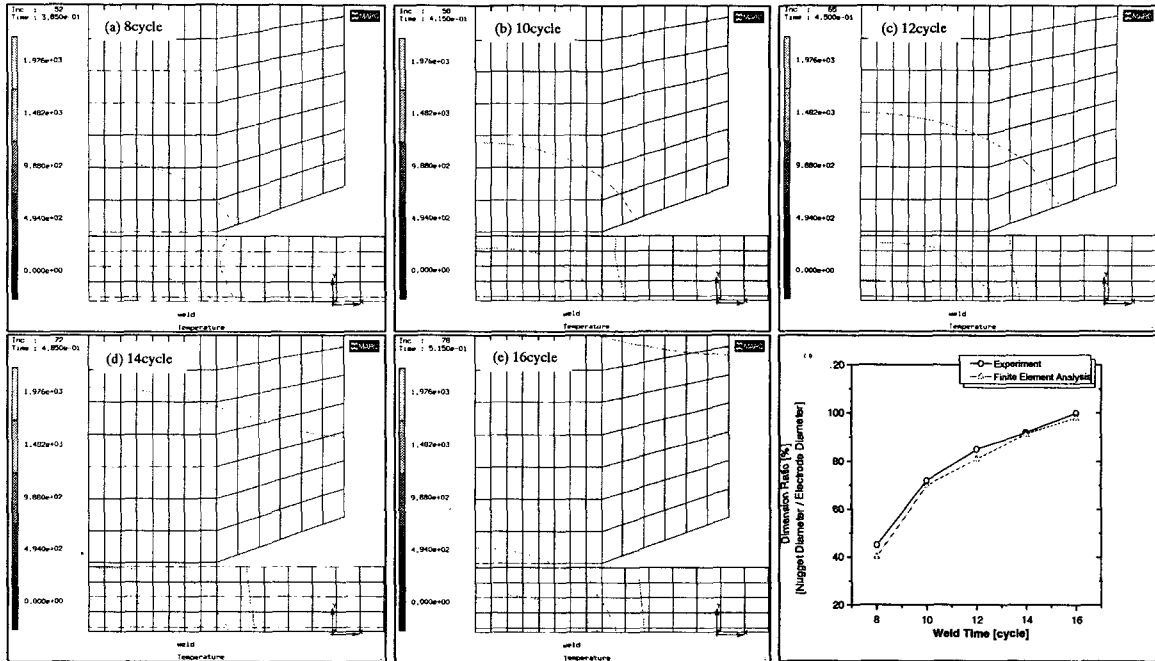 Inc : 52
Time : 3.850e-01
MARC
(a) 8cycle
1.976e+03
1.482e+03
9.880e+02
4.940e+02
0.000e+00
Y
X
weld
Temperature
Inc : 58
Time : 4.150e-01
MARC
(b) 10cycle
1.976e+03
1.482e+03
9.880e+02
4.940e+02
0.000e+00
weld
Temperature
Inc : 65
Time : 4.500e-01
MARC
(c) 12cycle
1.976e+03
1.482e+03
9.880e+02
4.940e+02
0.000e+00
weld
Temperature
Inc : 72
Time : 4.850e-01
MARC
(d) 14cycle
1.976e+03
1.482e+03
9.880e+02
4.940e+02
0.000e+00
weld
Temperature
Inc : 78
Time : 5.150e-01
MARC
(e) 16cycle
1.976e+03
1.482e+03
9.880e+02
4.940e+02
0.000e+00
weld
Temperature
Experiment
Finite Element Analysis
Dimension Ratio [%]
[Nugget Diameter / Electrode Diameter]
20
100
80
60
40
20
8 10 12 14 16
Weld Time [cycle]